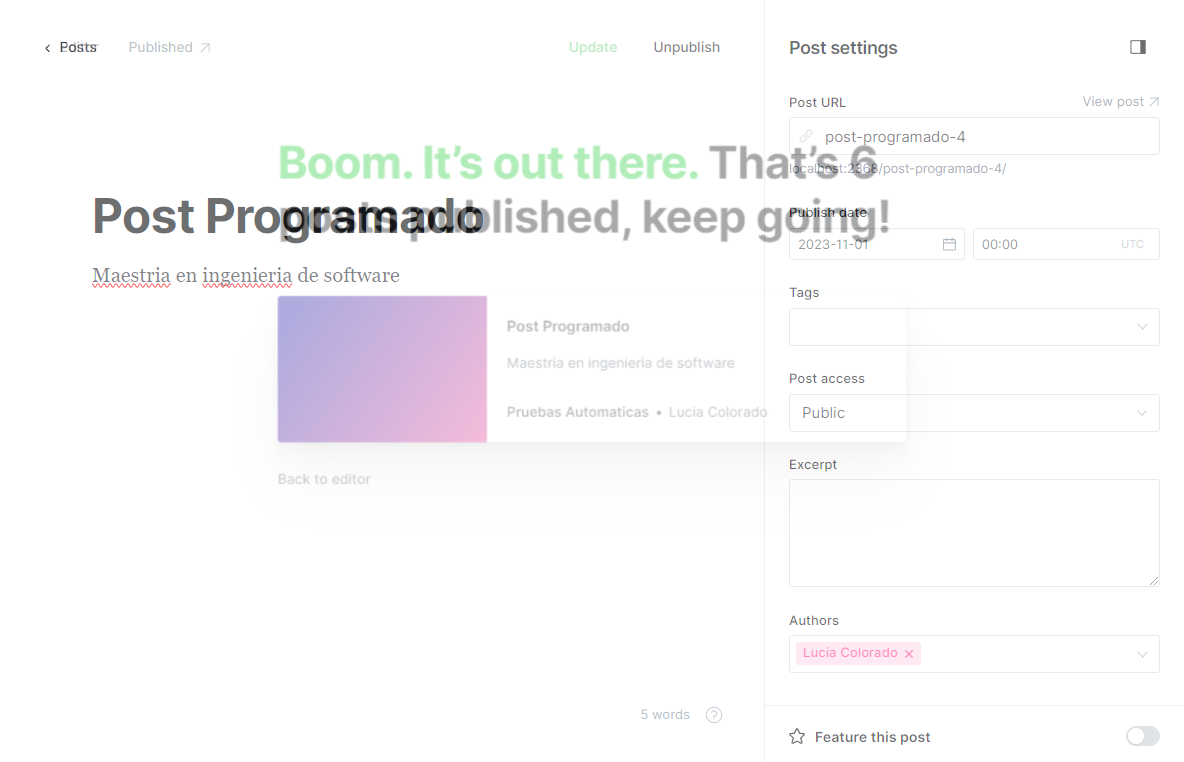 Posts
Editor
Published
Update
Unpublish
Post settings
Post URL
View post
post-programado-4
localhost:2368/post-programado-4/
Boom. It's out there. That's 6
posts published, keep going!
Post Programado
Maestria en ingenieria de software
Publish date
2023-11-01
00:00
UTC
Tags
Post Programado
Maestria en ingenieria de software
Pruebas Automaticas • Lucia Colorado
Back to editor
Post access
Public
Excerpt
Authors
Lucia Colorado
5 words
?
Feature this post